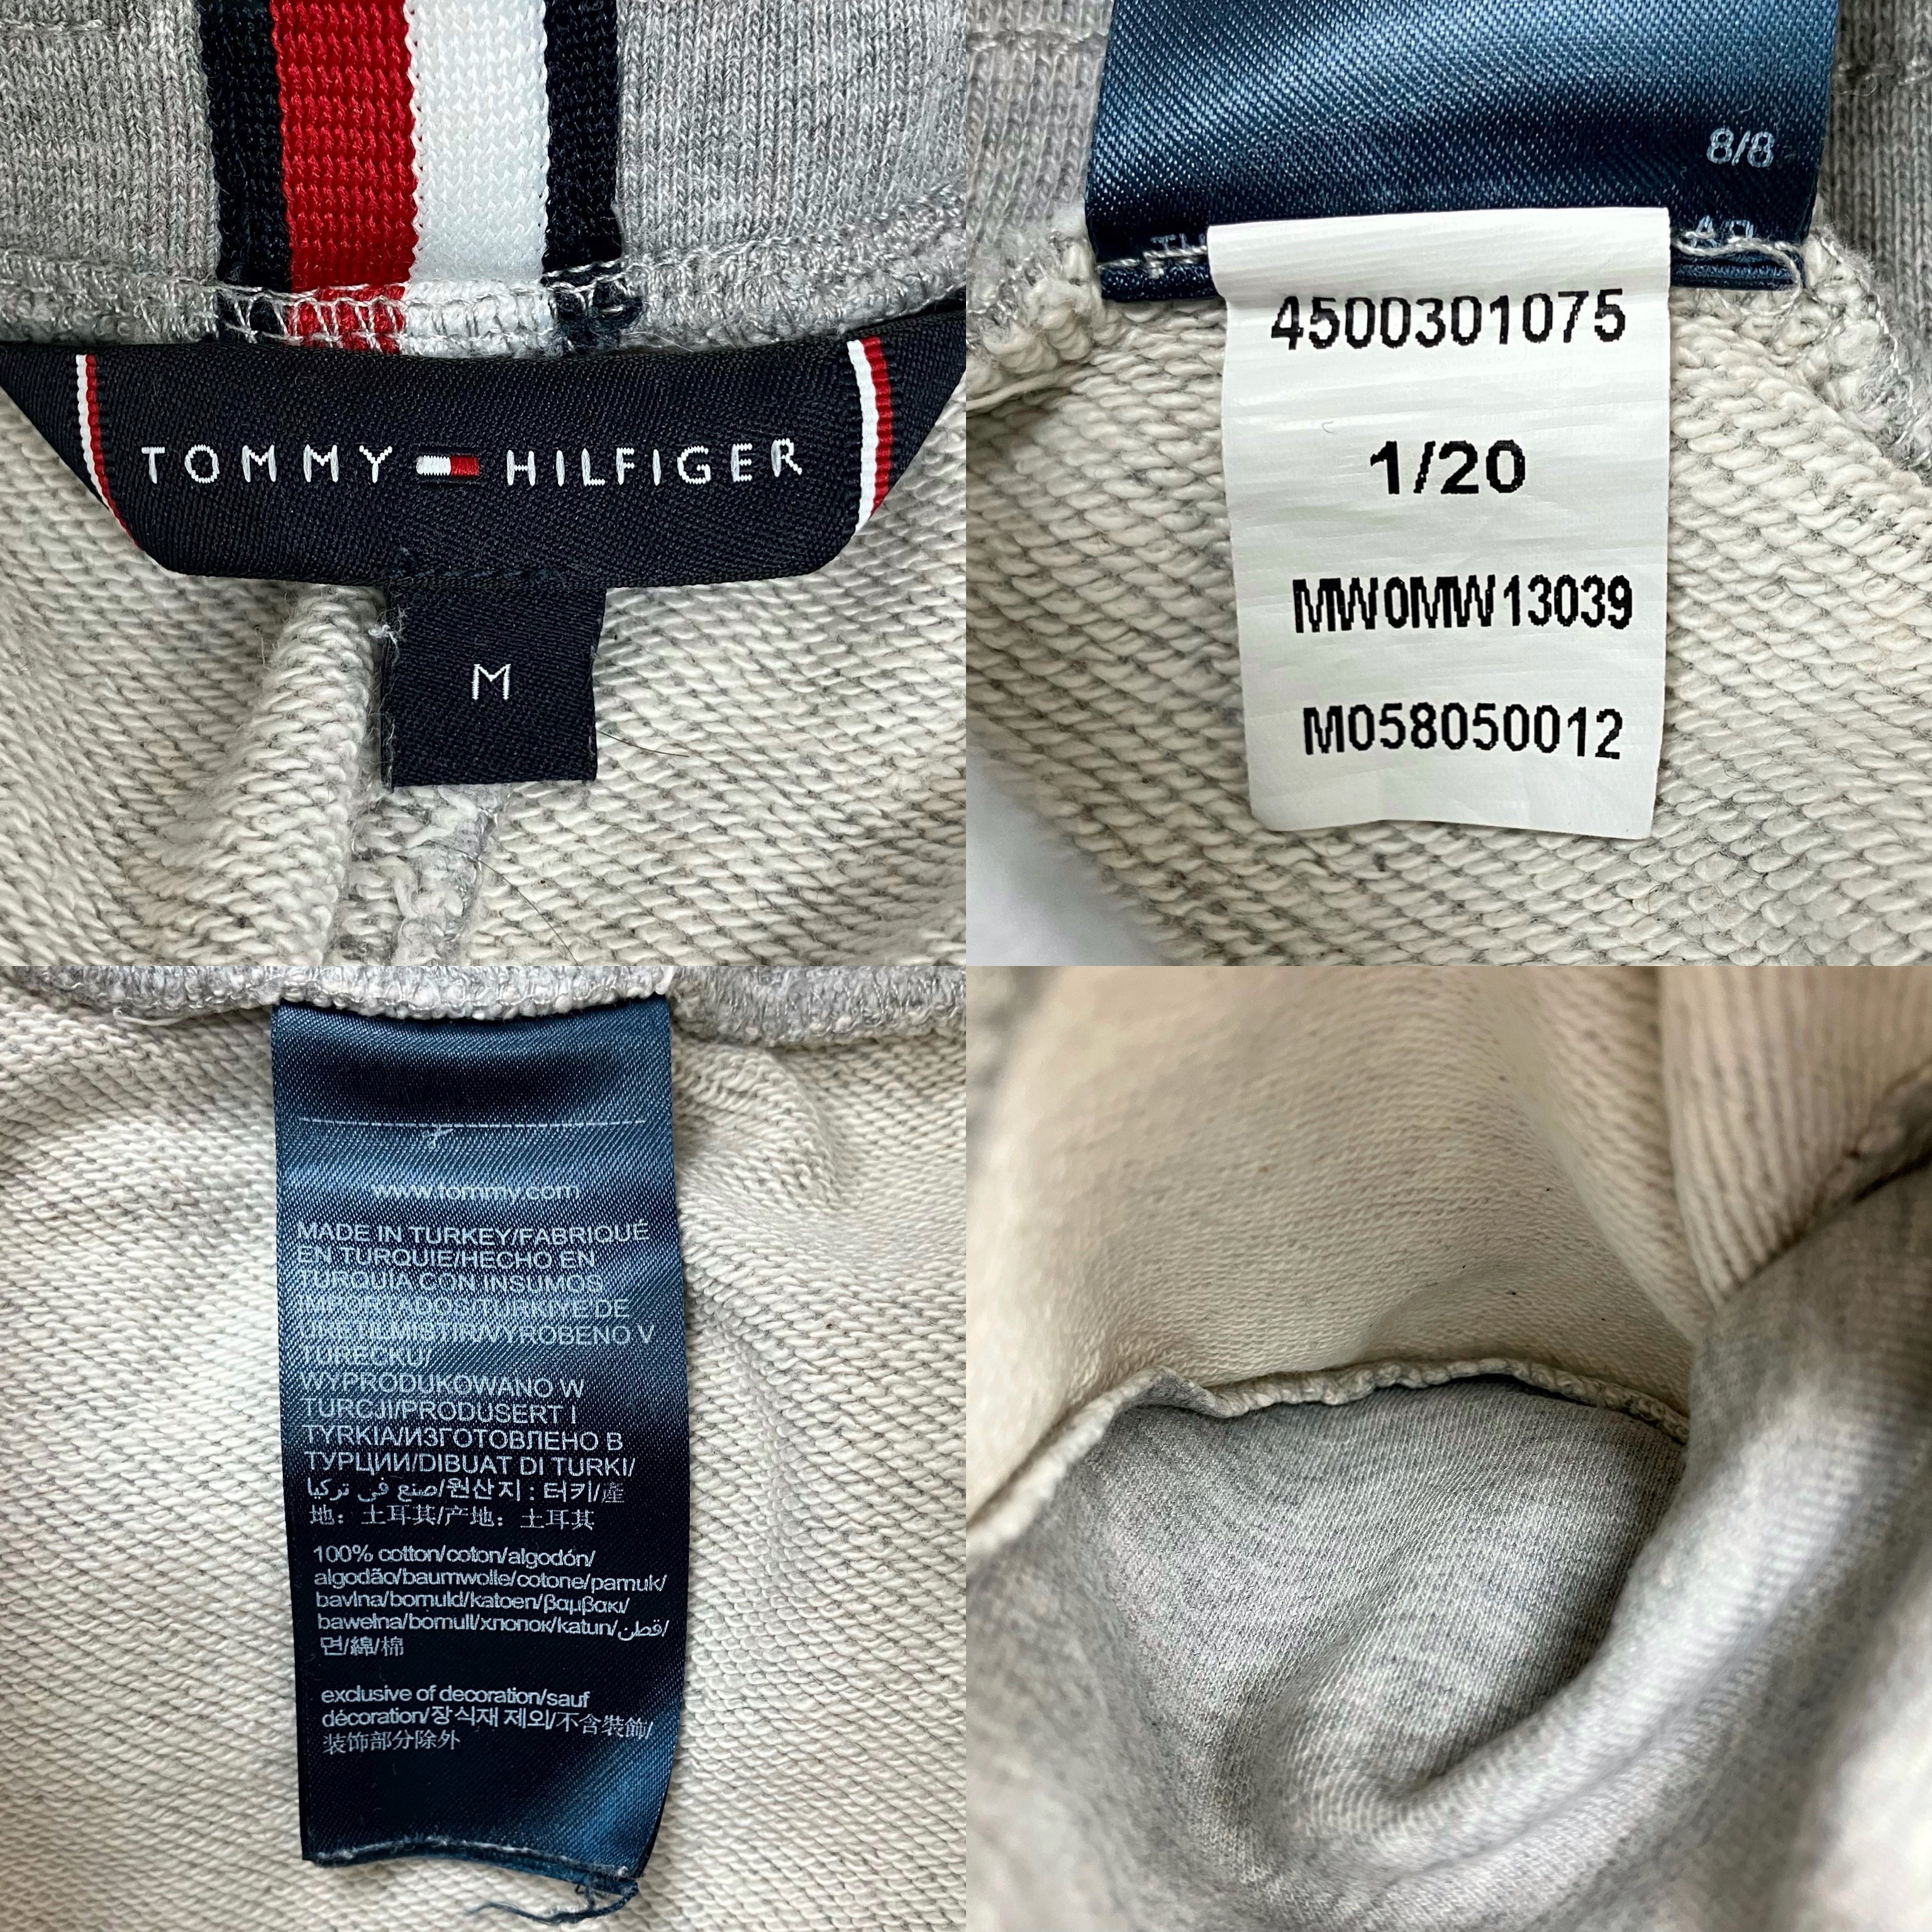 TOMMY HILFIGER
M
8/8
4500301075
1/20
MW0MW13039
M058050012
www.tommy.com
MADE IN TURKEY/FABRIQUÉ
EN TURQUIE/HECHO EN
TURQUIA CON INSUMOS
IMPORTADOS/TURKIYE DE
URETILMISTIR/VYROBENO V
TURECKU/
WYPRODUKOWANO W
TURCJI/PRODUSERT I
TYRKIA/ИЗГОТОВЛЕНО В
ТУРЦИИ/DIBUAT DI TURKI/
صنع في تركيا/원산지 : 터키/產
地：土耳其/产地：土耳其
100% cotton/coton/algodón/
algodão/baumwolle/cotone/pamuk/
bavlna/bomuld/katoen/βαμβακι/
bawełna/bomull/хлопок/katun/قطن/
면/綿/棉
exclusive of decoration/sauf
décoration/장식재 제외/不含裝飾/
装饰部分除外